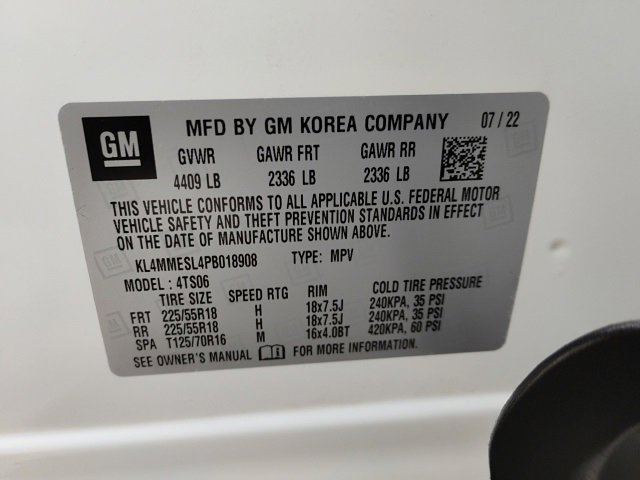 GM MFD BY GM KOREA COMPANY 07 / 22
GVWR GAWR FRT GAWR RR
4409 LB 2336 LB 2336 LB
THIS VEHICLE CONFORMS TO ALL APPLICABLE U.S. FEDERAL MOTOR
VEHICLE SAFETY AND THEFT PREVENTION STANDARDS IN EFFECT
ON THE DATE OF MANUFACTURE SHOWN ABOVE.
KL4MMESL4PB018908 TYPE: MPV
MODEL : 4TS06
TIRE SIZE SPEED RTG RIM COLD TIRE PRESSURE
FRT 225/55R18 H 18x7.5J 240KPA, 35 PSI
RR 225/55R18 H 18x7.5J 240KPA, 35 PSI
SPA T125/70R16 M 16x4.0BT 420KPA, 60 PSI
SEE OWNER'S MANUAL FOR MORE INFORMATION.